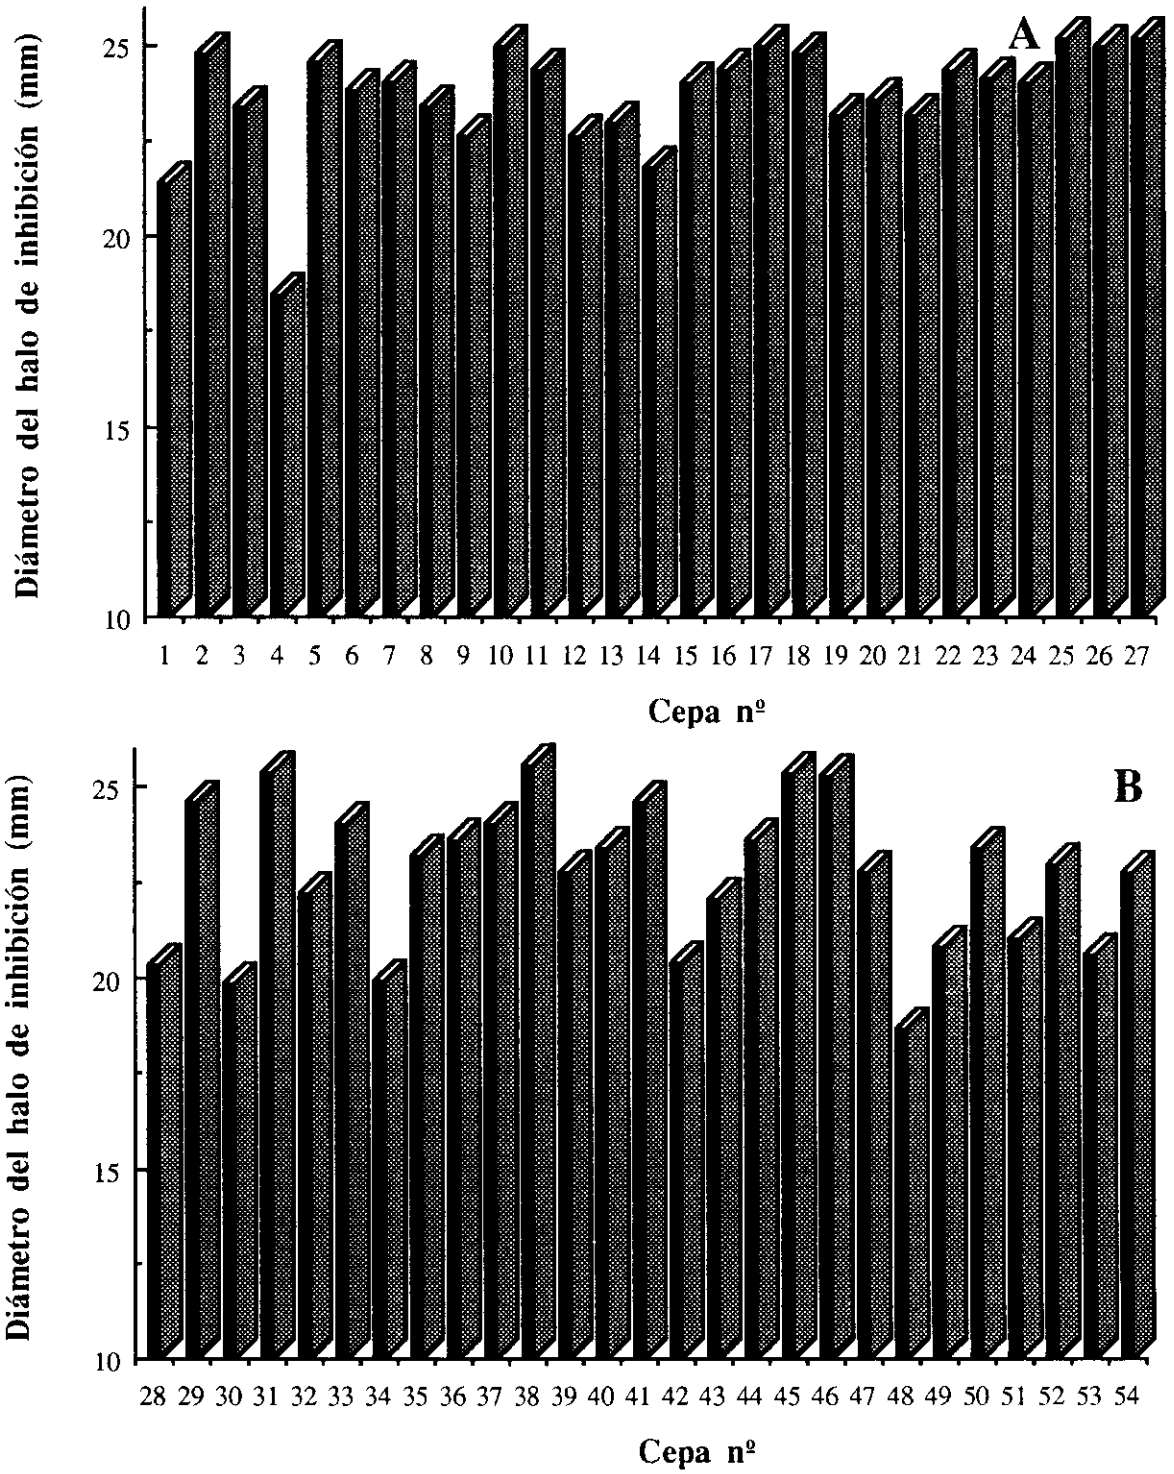 A
Diámetro del halo de inhibición (mm)
25
20
15
10
1 2 3 4 5 6 7 8 9 10 11 12 13 14 15 16 17 18 19 20 21 22 23 24 25 26 27
Cepa nº
B
Diámetro del halo de inhibición (mm)
25
20
15
10
28 29 30 31 32 33 34 35 36 37 38 39 40 41 42 43 44 45 46 47 48 49 50 51 52 53 54
Cepa nº